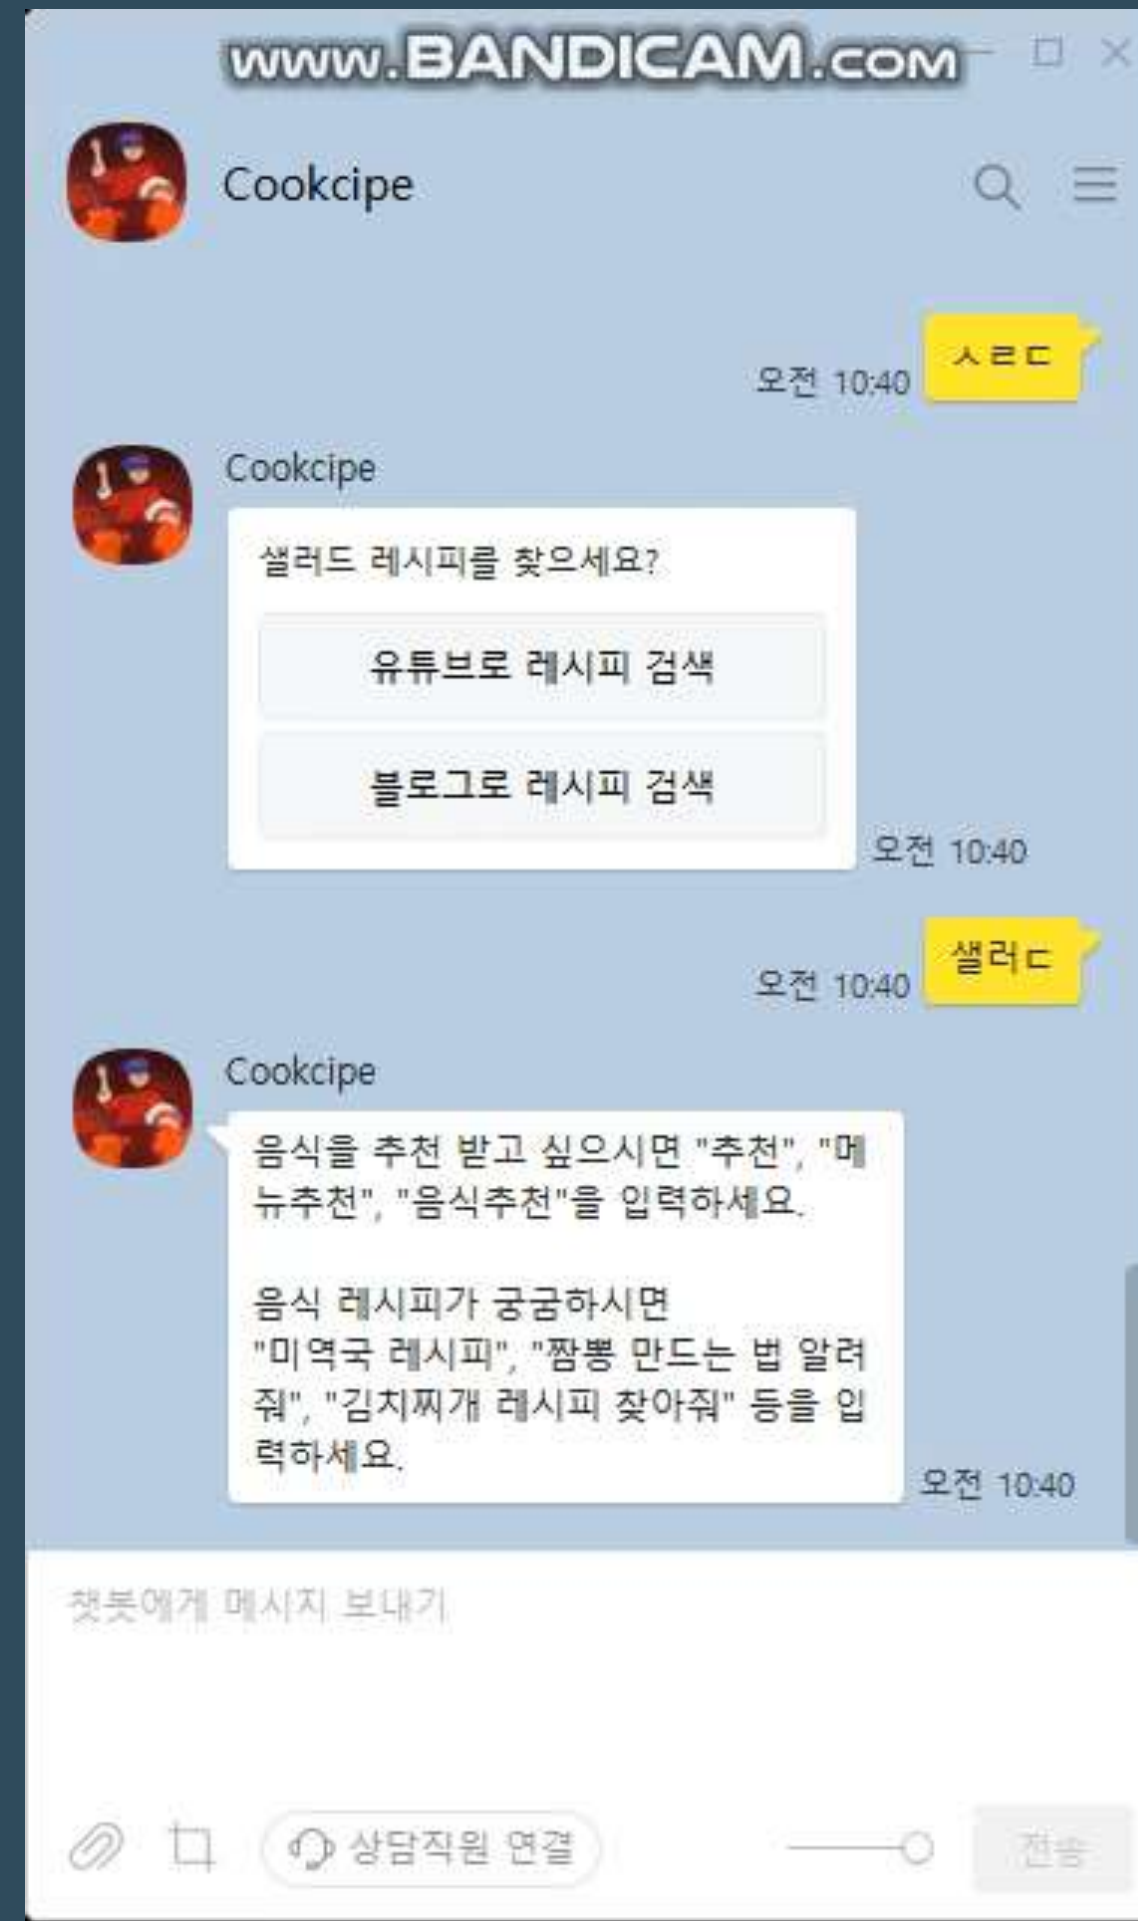 www.BANDICAM.com
Cookcipe
ㅅㄹㄷ
오전 10:40
Cookcipe
샐러드 레시피를 찾으세요?
유튜브로 레시피 검색
블로그로 레시피 검색
오전 10:40
샐러ㄷ
오전 10:40
Cookcipe
음식을 추천 받고 싶으시면 "추천", "메
뉴추천", "음식추천"을 입력하세요.
음식 레시피가 궁굼하시면
"미역국 레시피", "짬뽕 만드는 법 알려
줘", "김치찌개 레시피 찾아줘" 등을 입
력하세요.
오전 10:40
챗봇에게 메시지 보내기
상담직원 연결
전송